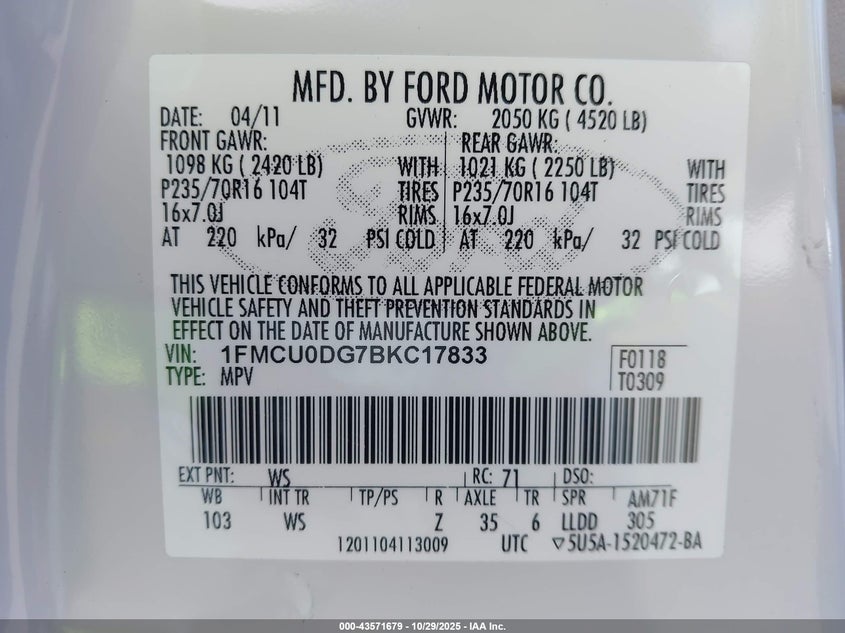 MFD. BY FORD MOTOR CO.
DATE: 04/11 GVWR: 2050 KG ( 4520 LB)
FRONT GAWR: REAR GAWR:
1098 KG ( 2420 LB) WITH 1021 KG ( 2250 LB) WITH
P235/70R16 104T TIRES P235/70R16 104T TIRES
16x7.0J RIMS 16x7.0J RIMS
AT 220 kPa/ 32 PSI COLD AT 220 kPa/ 32 PSI COLD
THIS VEHICLE CONFORMS TO ALL APPLICABLE FEDERAL MOTOR
VEHICLE SAFETY AND THEFT PREVENTION STANDARDS IN
EFFECT ON THE DATE OF MANUFACTURE SHOWN ABOVE.
VIN: 1FMCU0DG7BKC17833 F0118
TYPE: MPV T0309
EXT PNT: WS RC: 71 DSO:
WB INT TR TP/PS R AXLE TR SPR AM71F
103 WS Z 35 6 LLDD 305
1201104113009 UTC ▽5U5A-1520472-BA
000-43571679 | 10/29/2025 - IAA Inc.